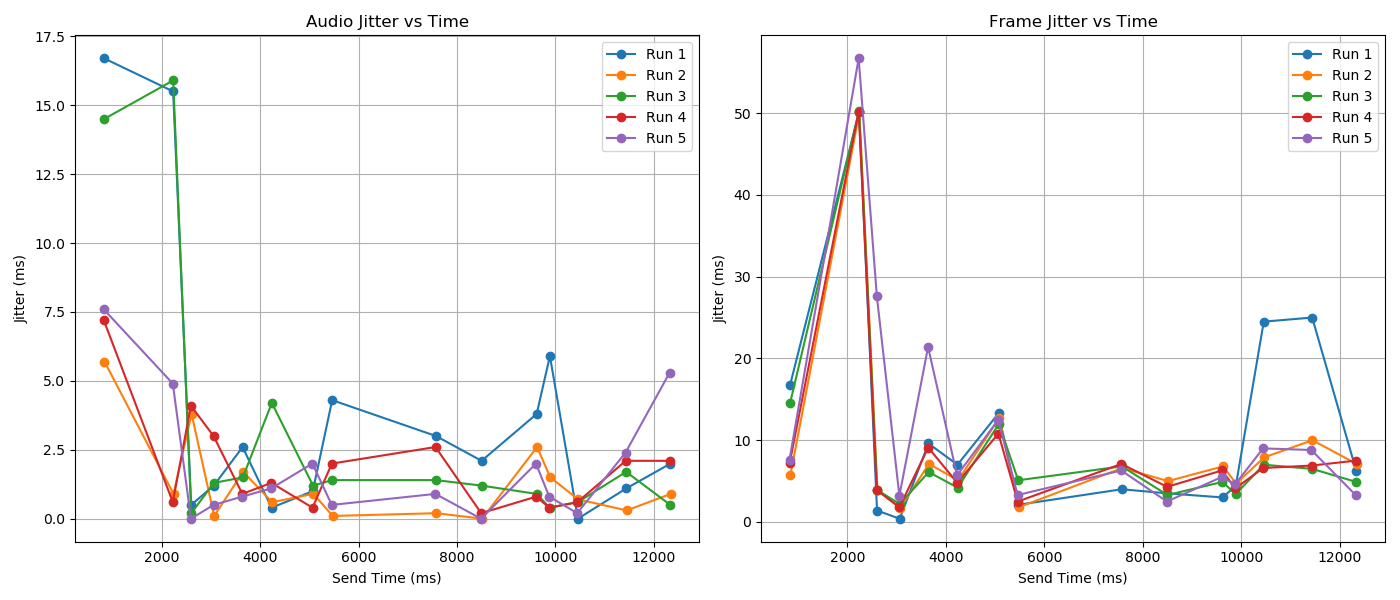 Audio Jitter vs Time
17.5
15.0
12.5
10.0
7.5
5.0
2.5
0.0
Jitter (ms)
2000 4000 6000 8000 10000 12000
Send Time (ms)
Run 1
Run 2
Run 3
Run 4
Run 5
Frame Jitter vs Time
50
40
30
20
10
0
Jitter (ms)
2000 4000 6000 8000 10000 12000
Send Time (ms)
Run 1
Run 2
Run 3
Run 4
Run 5